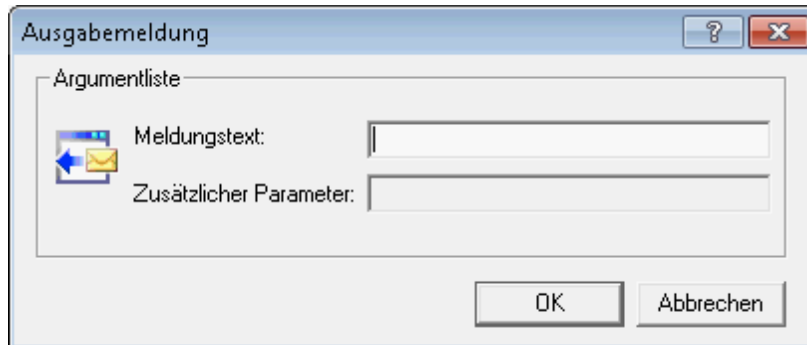 Ausgabemeldung
Argumentliste
Meldungstext:
Zusätzlicher Parameter:
OK Abbrechen